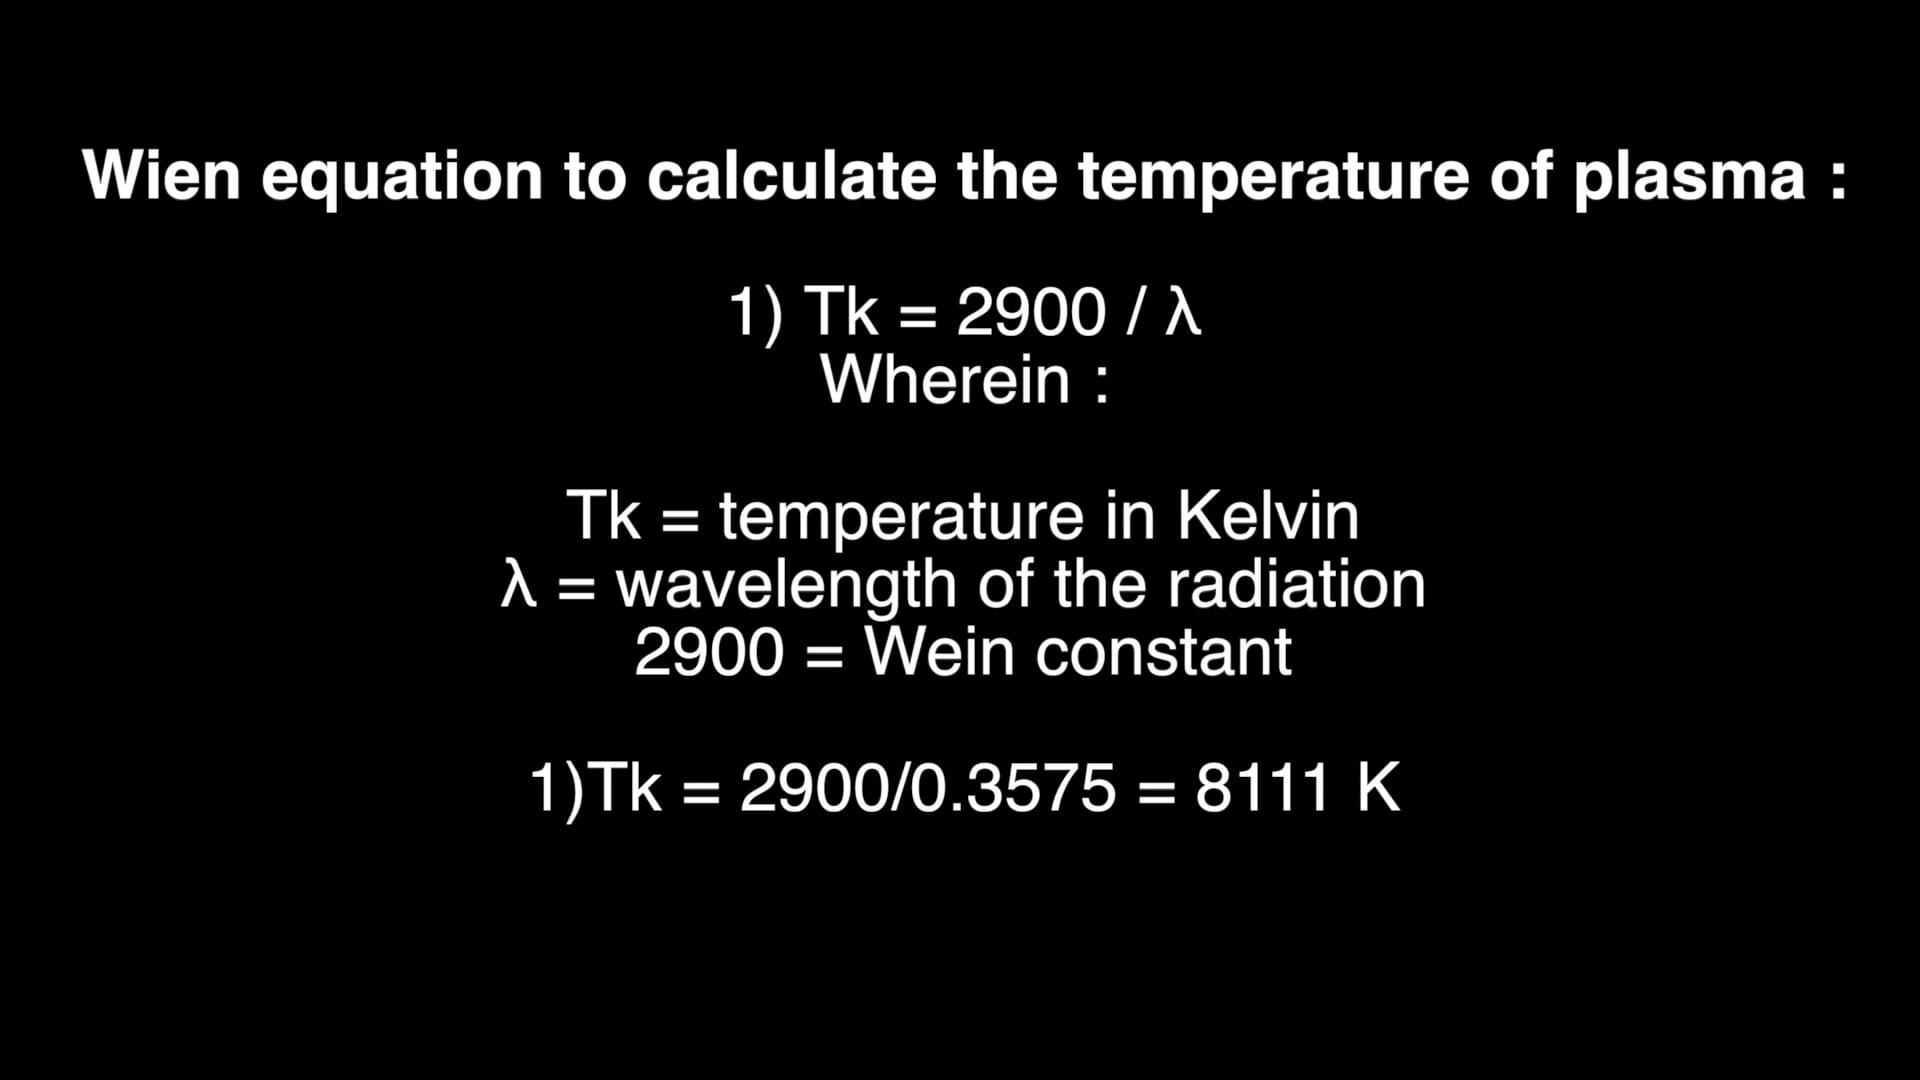 Wien equation to calculate the temperature of plasma :
1) Tk = 2900 / λ
Wherein :
Tk = temperature in Kelvin
λ = wavelength of the radiation
2900 = Wein constant
1)Tk = 2900/0.3575 = 8111 K